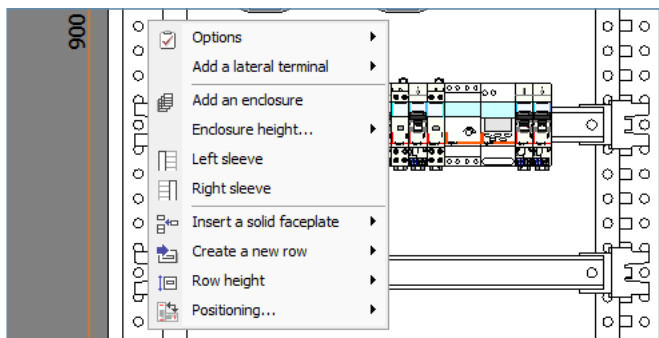 900
Options
Add a lateral terminal
Add an enclosure
Enclosure height...
Left sleeve
Right sleeve
Insert a solid faceplate
Create a new row
Row height
Positioning...